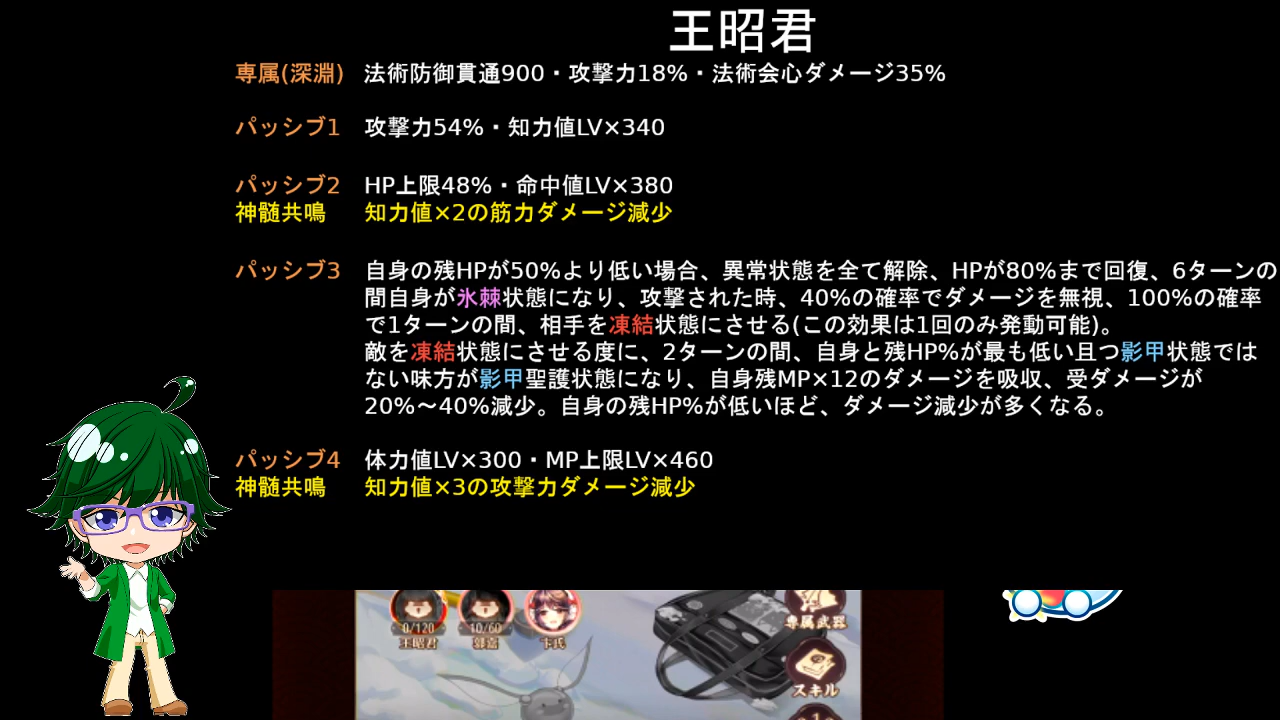 王昭君
専属(深淵) 法術防御貫通900・攻撃力18%・法術会心ダメージ35%
パッシブ1 攻撃力54%・知力値LV×340
パッシブ2 HP上限48%・命中値LV×380
神髄共鳴 知力値×2の筋力ダメージ減少
パッシブ3 自身の残HPが50%より低い場合、異常状態を全て解除、HPが80%まで回復、6ターンの
間自身が氷棘状態になり、攻撃された時、40%の確率でダメージを無視、100%の確率
で1ターンの間、相手を凍結状態にさせる(この効果は1回のみ発動可能)。
敵を凍結状態にさせる度に、2ターンの間、自身と残HP%が最も低い且つ影甲状態では
ない味方が影甲聖護状態になり、自身残MP×12のダメージを吸収、受ダメージが
20%～40%減少。自身の残HP%が低いほど、ダメージ減少が多くなる。
パッシブ4 体力値LV×300・MP上限LV×460
神髄共鳴 知力値×3の攻撃力ダメージ減少
0/120 10/60
王昭君 郭嘉 卞氏
専属武器
スキル